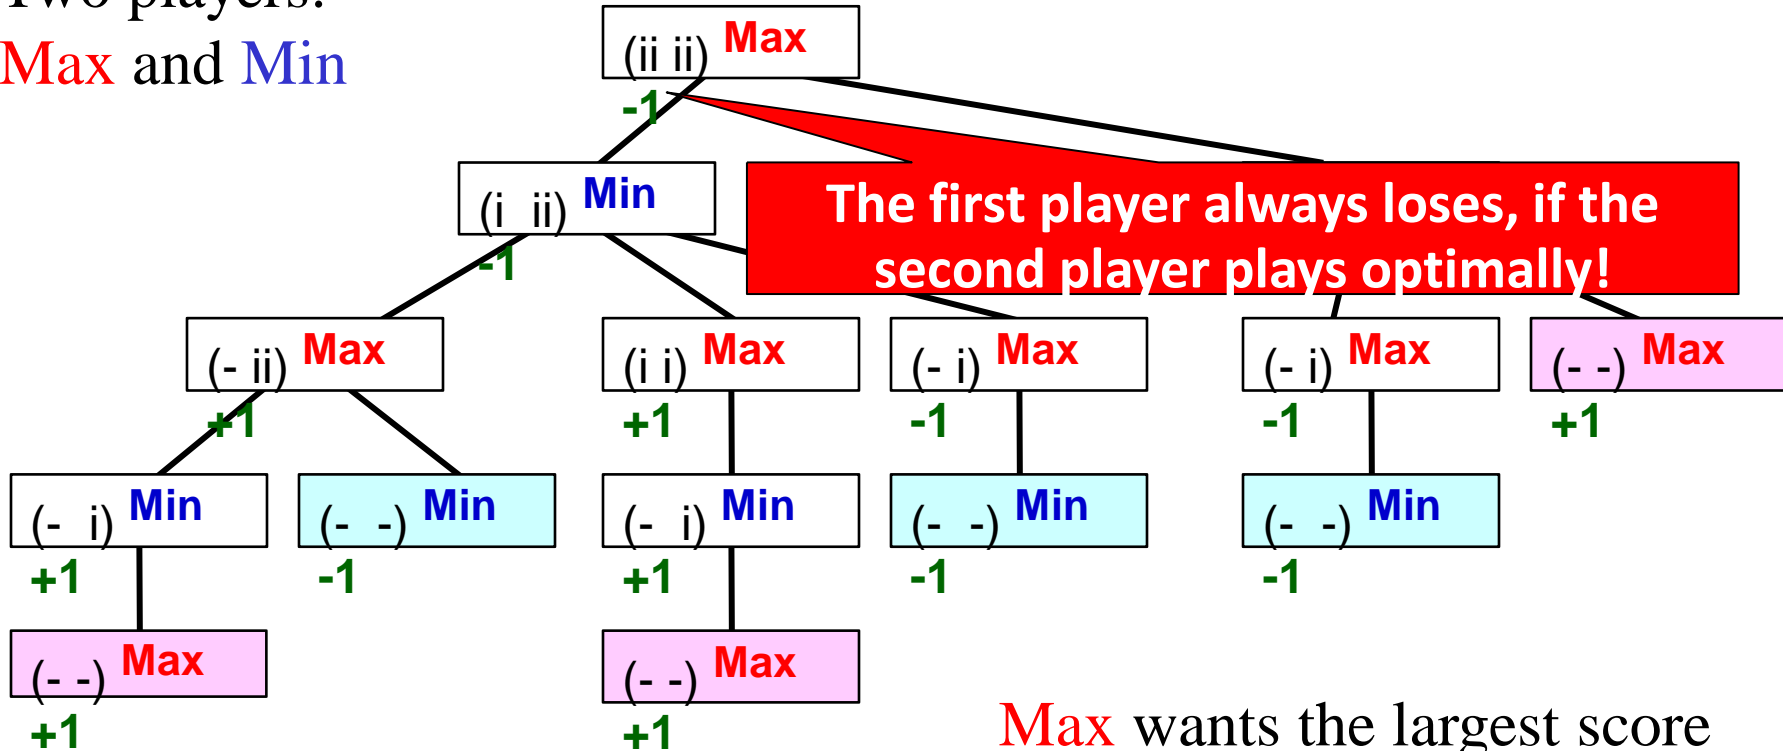 Two players:
Max and Min
(ii ii) Max
-1
(i ii) Min
-1
The first player always loses, if the
second player plays optimally!
(- ii) Max
+1
(i i) Max
+1
(- i) Max
-1
(- i) Max
-1
(- -) Max
+1
(- i) Min
+1
(- -) Min
-1
(- i) Min
+1
(- -) Min
-1
(- -) Min
-1
(- -) Max
+1
(- -) Max
+1
Max wants the largest score